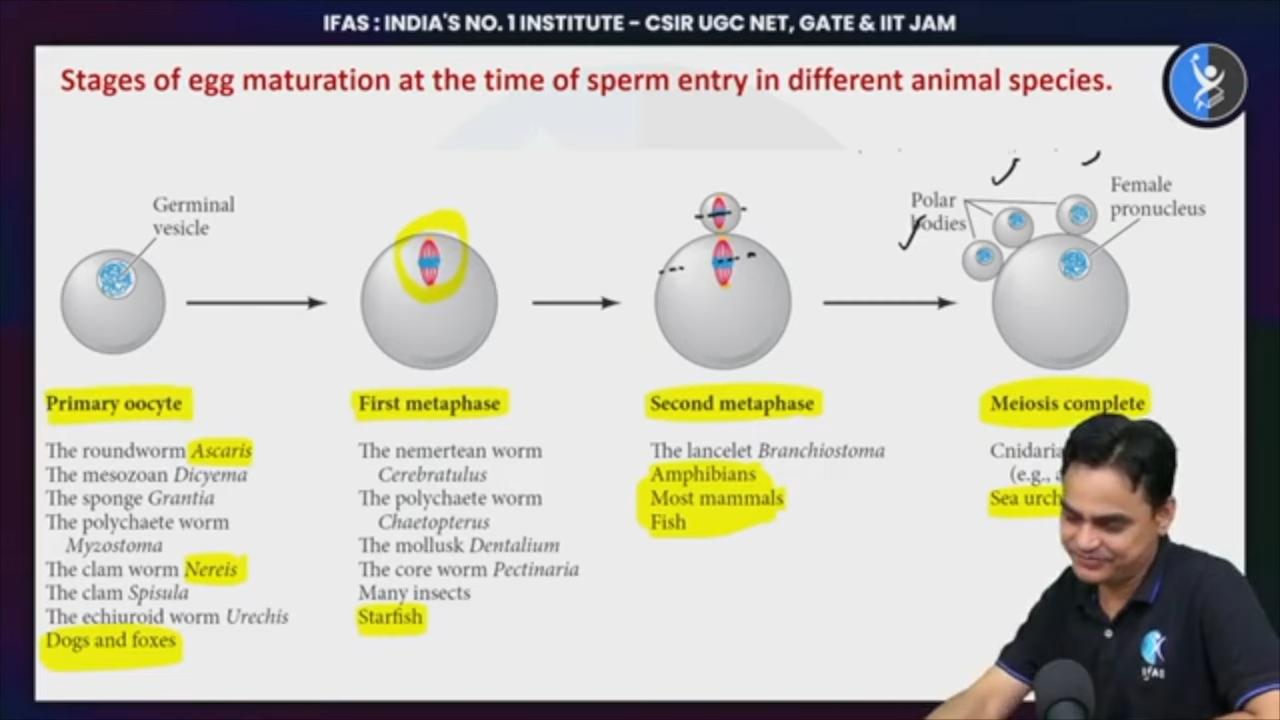 IFAS : INDIA'S NO. 1 INSTITUTE - CSIR UGC NET, GATE & IIT JAM
Stages of egg maturation at the time of sperm entry in different animal species.
Germinal
vesicle
Polar
bodies
Female
pronucleus
Primary oocyte
The roundworm Ascaris
The mesozoan Dicyema
The sponge Grantia
The polychaete worm
Myzostoma
The clam worm Nereis
The clam Spisula
The echiuroid worm Urechis
Dogs and foxes
First metaphase
The nemertean worm
Cerebratulus
The polychaete worm
Chaetopterus
The mollusk Dentalium
The core worm Pectinaria
Many insects
Starfish
Second metaphase
The lancelet Branchiostoma
Amphibians
Most mammals
Fish
Meiosis complete
(e.g.,
Sea
IFAS